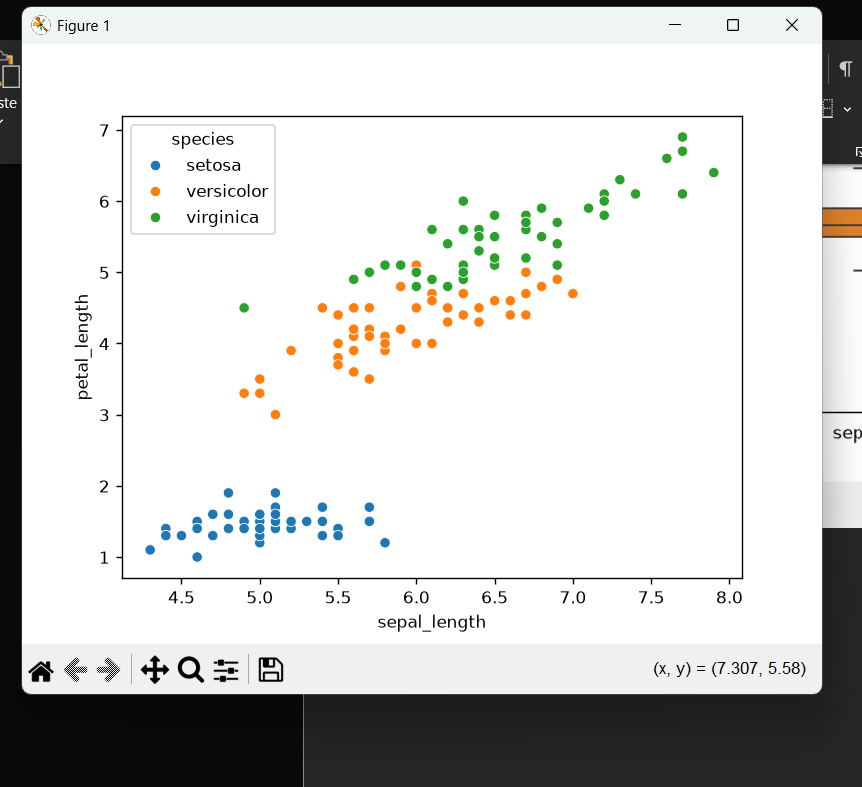 Figure 1
ste
¶
species
setosa
versicolor
virginica
7
6
5
4
3
2
1
petal_length
4.5 5.0 5.5 6.0 6.5 7.0 7.5 8.0
sepal_length
sep
(x, y) = (7.307, 5.58)